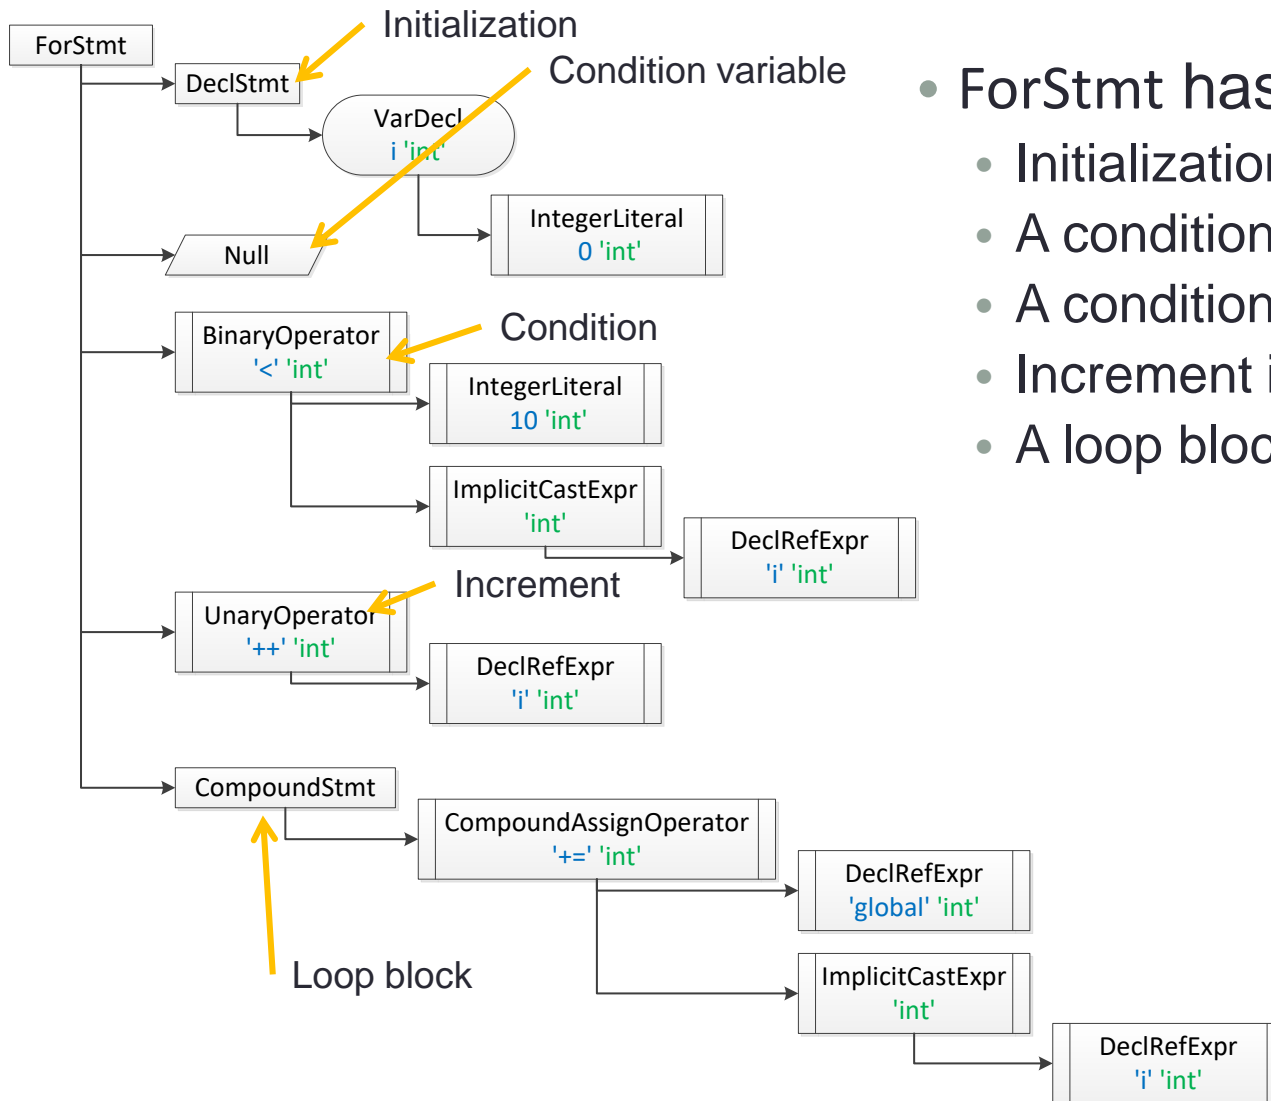 Initialization
ForStmt
DeclStmt
Condition variable
VarDecl
i 'int'
IntegerLiteral
0 'int'
Null
BinaryOperator
'<' 'int'
Condition
IntegerLiteral
10 'int'
ImplicitCastExpr
'int'
DeclRefExpr
'i' 'int'
Increment
UnaryOperator
'++' 'int'
DeclRefExpr
'i' 'int'
CompoundStmt
CompoundAssignOperator
'+=' 'int'
DeclRefExpr
'global' 'int'
Loop block
ImplicitCastExpr
'int'
DeclRefExpr
'i' 'int'
• ForStmt has
• Initialization
• A condition
• A condition
• Increment i
• A loop bloc